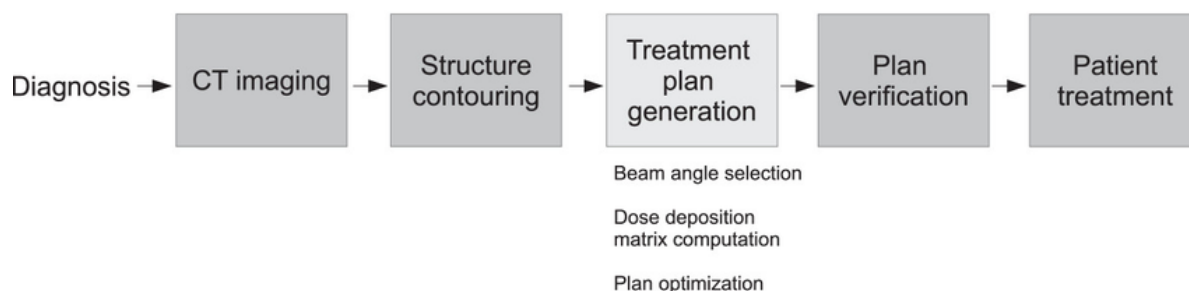 Diagnosis
CT imaging
Structure
contouring
Treatment
plan
generation
Plan
verification
Patient
treatment
Beam angle selection
Dose deposition
matrix computation
Plan optimization